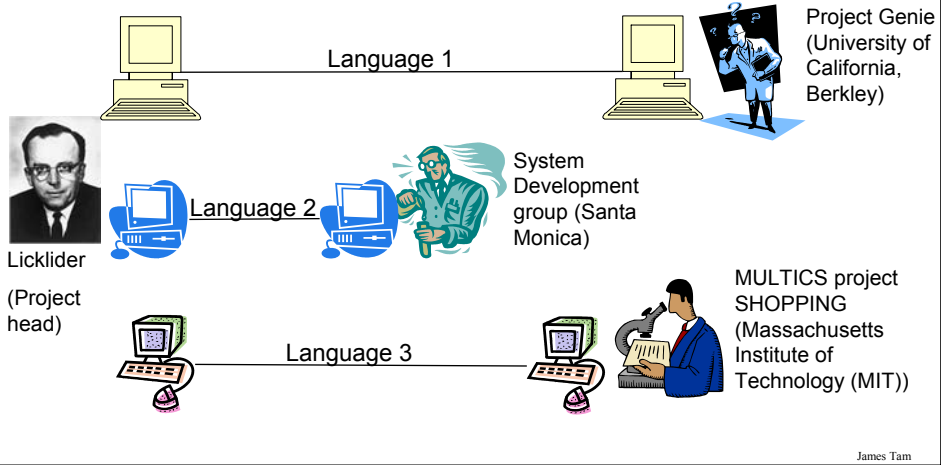 Language 1
Project Genie
(University of
California,
Berkley)
Licklider
(Project
head)
Language 2
System
Development
group (Santa
Monica)
Language 3
MULTICS project
SHOPPING
(Massachusetts
Institute of
Technology (MIT))
James Tam